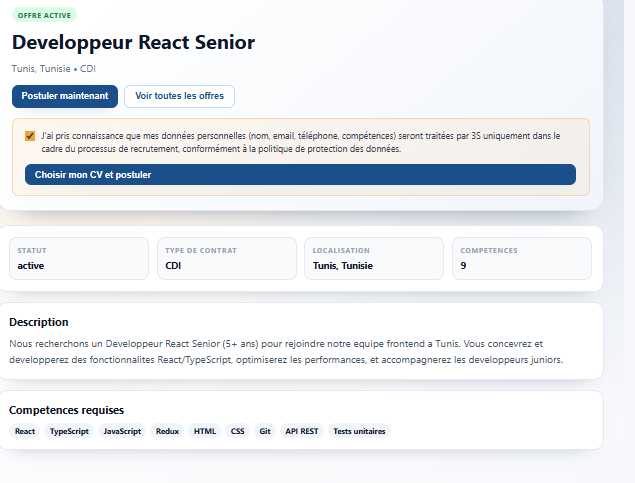 OFFRE ACTIVE
Developpeur React Senior
Tunis, Tunisie • CDI
Postuler maintenant
Voir toutes les offres
J'ai pris connaissance que mes données personnelles (nom, email, téléphone, compétences) seront traitées par 3S uniquement dans le
cadre du processus de recrutement, conformément à la politique de protection des données.
Choisir mon CV et postuler
STATUT
active
TYPE DE CONTRAT
CDI
LOCALISATION
Tunis, Tunisie
COMPETENCES
9
Description
Nous recherchons un Developpeur React Senior (5+ ans) pour rejoindre notre equipe frontend a Tunis. Vous concevrez et
developperez des fonctionnalites React/TypeScript, optimiserez les performances, et accompagnerez les developpeurs juniors.
Competences requises
React TypeScript JavaScript Redux HTML CSS Git API REST Tests unitaires